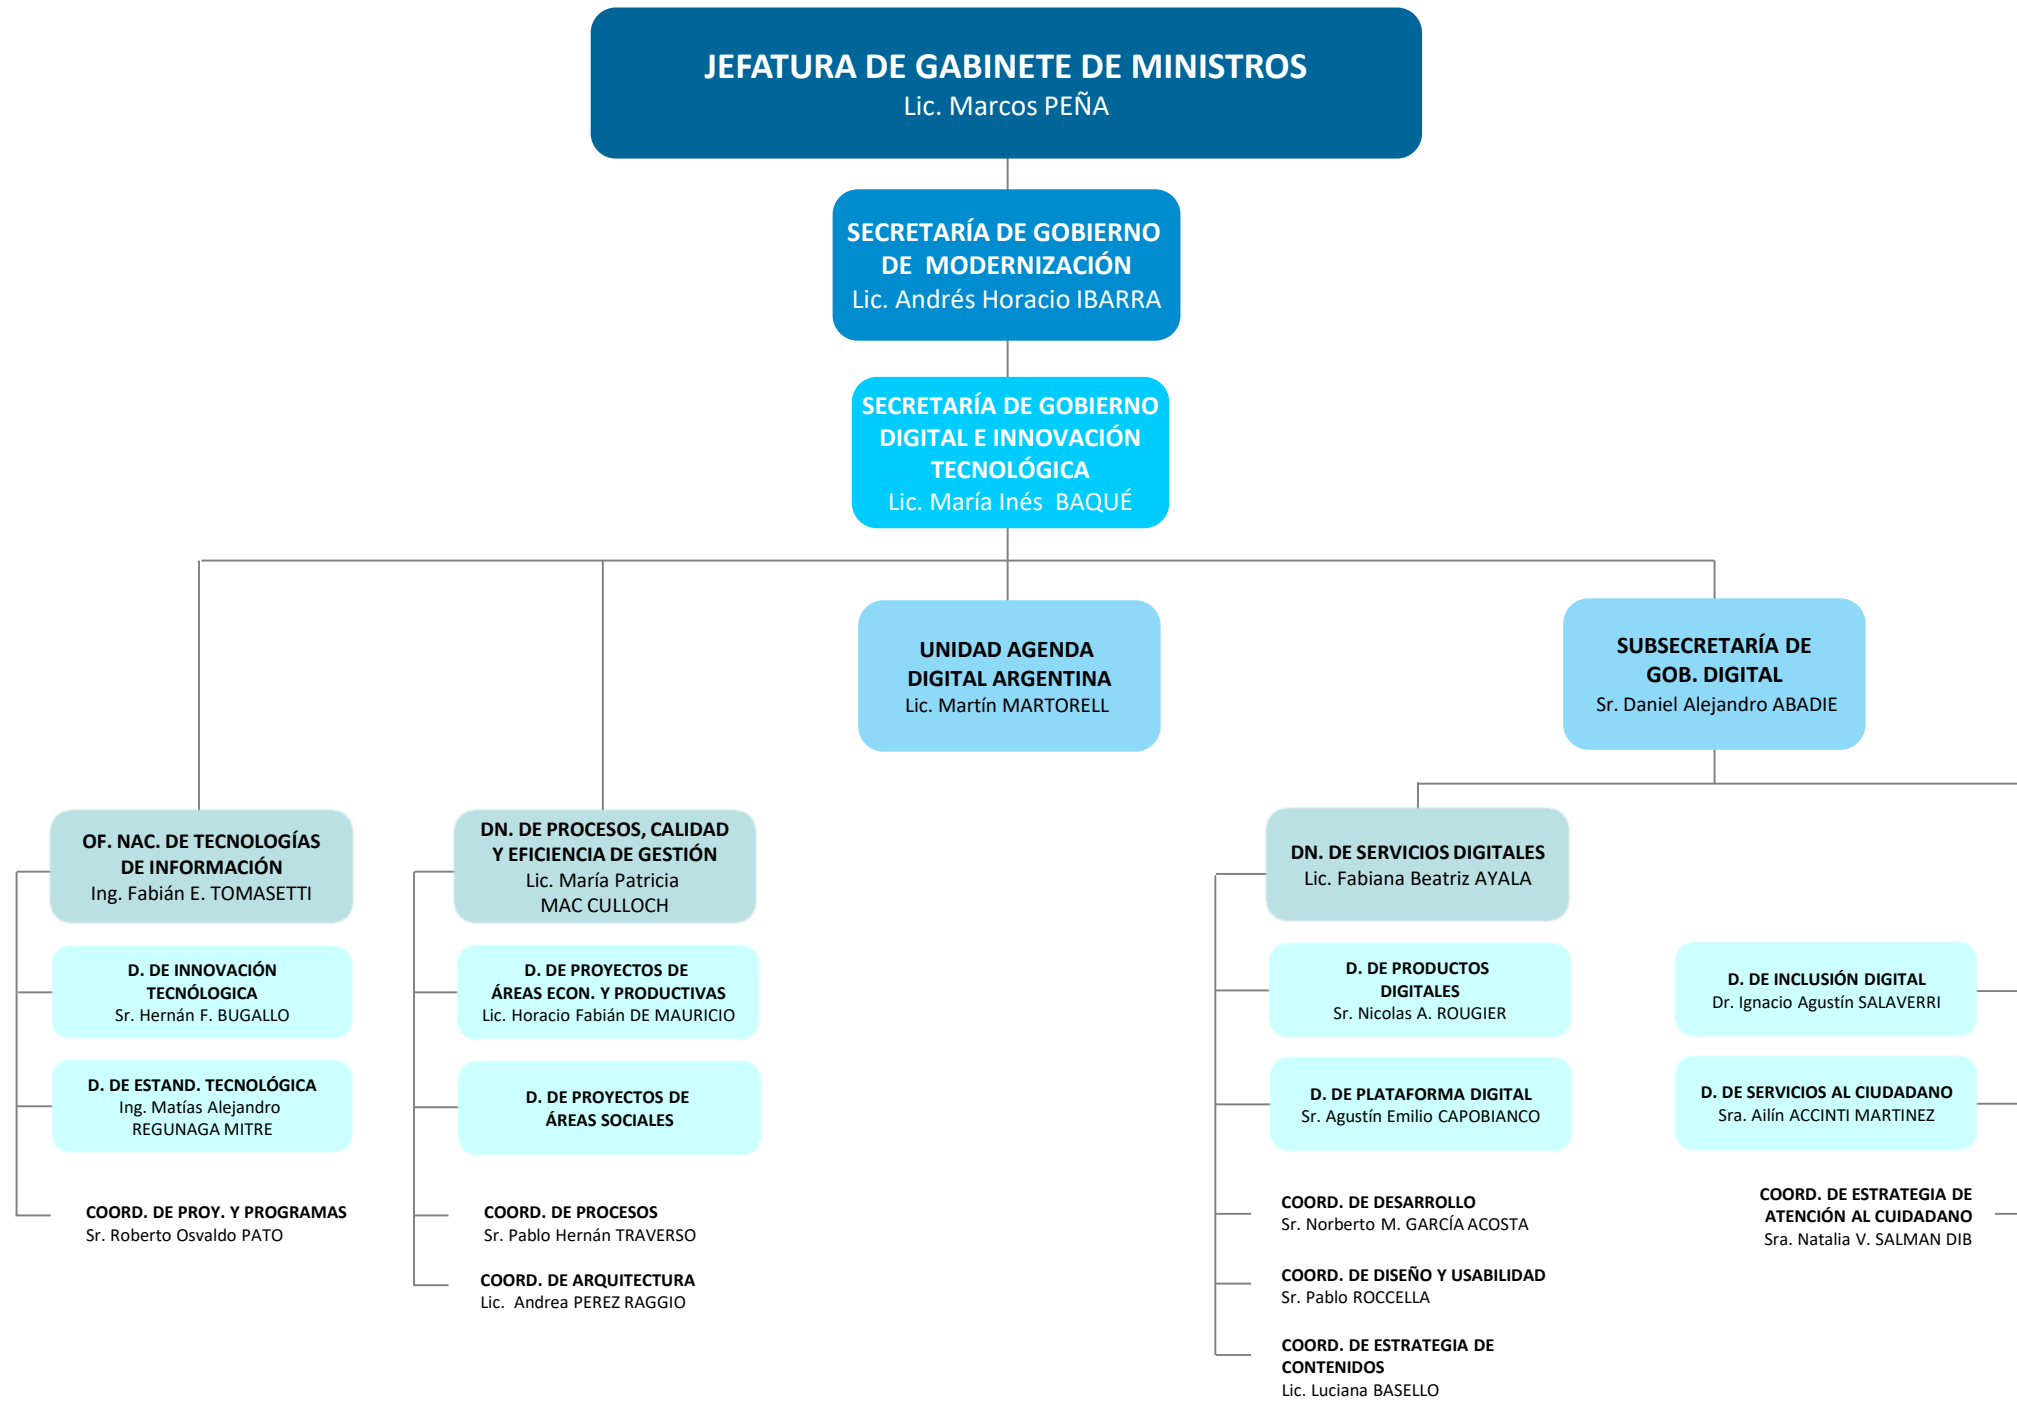 JEFATURA DE GABINETE DE MINISTROS
Lic. Marcos PEÑA
SECRETARÍA DE GOBIERNO
DE MODERNIZACIÓN
Lic. Andrés Horacio IBARRA
SECRETARÍA DE GOBIERNO
DIGITAL E INNOVACIÓN
TECNOLÓGICA
Lic. María Inés BAQUÉ
UNIDAD AGENDA
DIGITAL ARGENTINA
Lic. Martín MARTORELL
SUBSECRETARÍA DE
GOB. DIGITAL
Sr. Daniel Alejandro ABADIE
OF. NAC. DE TECNOLOGÍAS
DE INFORMACIÓN
Ing. Fabián E. TOMASETTI
D. DE INNOVACIÓN
TECNÓLOGICA
Sr. Hernán F. BUGALLO
D. DE ESTAND. TECNOLÓGICA
Ing. Matías Alejandro
REGUNAGA MITRE
COORD. DE PROY. Y PROGRAMAS
Sr. Roberto Osvaldo PATO
DN. DE PROCESOS, CALIDAD
Y EFICIENCIA DE GESTIÓN
Lic. María Patricia
MAC CULLOCH
D. DE PROYECTOS DE
ÁREAS ECON. Y PRODUCTIVAS
Lic. Horacio Fabián DE MAURICIO
D. DE PROYECTOS DE
ÁREAS SOCIALES
COORD. DE PROCESOS
Sr. Pablo Hernán TRAVERSO
COORD. DE ARQUITECTURA
Lic. Andrea PEREZ RAGGIO
DN. DE SERVICIOS DIGITALES
Lic. Fabiana Beatriz AYALA
D. DE PRODUCTOS
DIGITALES
Sr. Nicolas A. ROUGIER
D. DE PLATAFORMA DIGITAL
Sr. Agustín Emilio CAPOBIANCO
COORD. DE DESARROLLO
Sr. Norberto M. GARCÍA ACOSTA
COORD. DE DISEÑO Y USABILIDAD
Sr. Pablo ROCCELLA
COORD. DE ESTRATEGIA DE
CONTENIDOS
Lic. Luciana BASELLO
D. DE INCLUSIÓN DIGITAL
Dr. Ignacio Agustín SALAVERRI
D. DE SERVICIOS AL CIUDADANO
Sra. Ailín ACCINTI MARTINEZ
COORD. DE ESTRATEGIA DE
ATENCIÓN AL CUIDADANO
Sra. Natalia V. SALMAN DIB